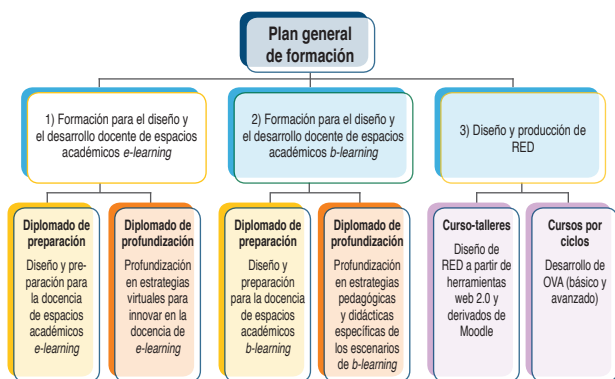 Plan general
de formación
1) Formación para el diseño y
el desarrollo docente de espacios
académicos e-learning
2) Formación para el diseño y
el desarrollo docente de espacios
académicos b-learning
3) Diseño y producción de
RED
Diplomado de
preparación
Diseño y pre-
paración para
la docencia
de espacios
académicos
e-learning
Diplomado de
profundización
Profundización
en estrategias
virtuales para
innovar en la
docencia de
e-learning
Diplomado de
preparación
Diseño y
preparación
para la docencia
de espacios
académicos
b-learning
Diplomado de
profundización
Profundización
en estrategias
pedagógicas
y didácticas
específicas de
los escenarios
de b-learning
Curso-talleres
Diseño de
RED a partir de
herramientas
web 2.0 y
derivados de
Moodle
Cursos por
ciclos
Desarrollo de
OVA (básico y
avanzado)